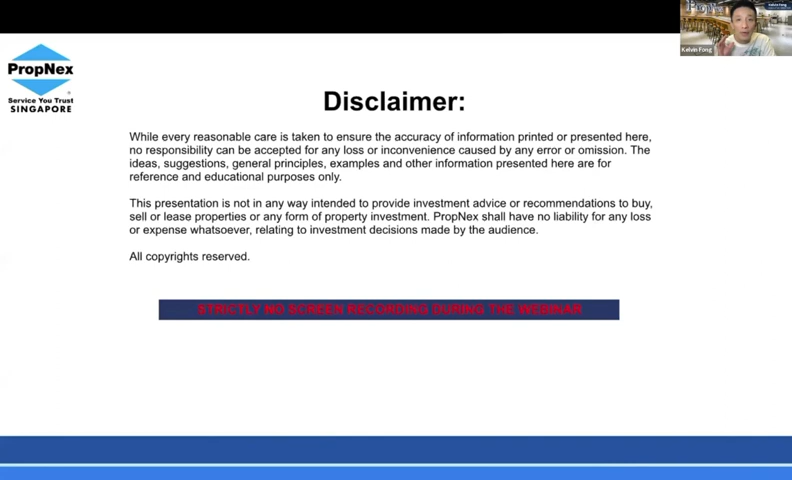 PropNex
Service You Trust
SINGAPORE
Kelvin Fong
Disclaimer:
While every reasonable care is taken to ensure the accuracy of information printed or presented here,
no responsibility can be accepted for any loss or inconvenience caused by any error or omission. The
ideas, suggestions, general principles, examples and other information presented here are for
reference and educational purposes only.
This presentation is not in any way intended to provide investment advice or recommendations to buy,
sell or lease properties or any form of property investment. PropNex shall have no liability for any loss
or expense whatsoever, relating to investment decisions made by the audience.
All copyrights reserved.
STRICTLY NO SCREEN RECORDING DURING THE WEBINAR